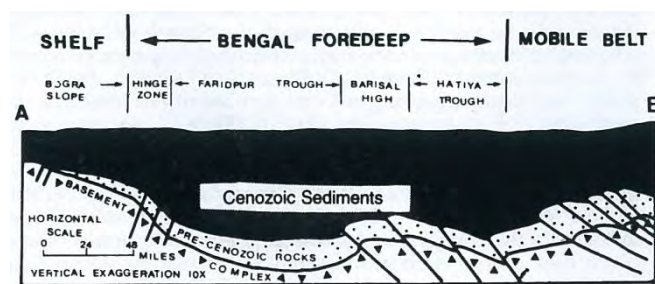 SHELF BENGAL FOREDEEP MOBILE BELT
BOGRA SLOPE
HINGE ZONE
FARIDPUR TROUGH
BARISAL HIGH
HATIYA TROUGH
A B
Cenozoic Sediments
BASEMENT COMPLEX
PRE-CENOZOIC ROCKS
HORIZONTAL SCALE
0 24 48
MILES
VERTICAL EXAGGERATION 10X